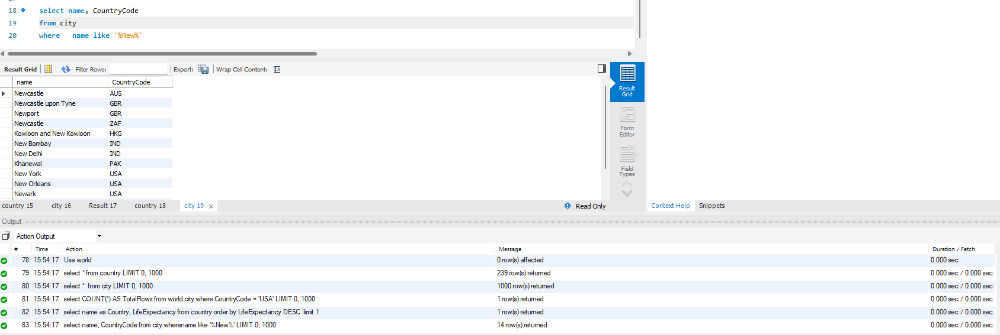 18 select name, CountryCode
19 from city
20 where name like '%New%'
Result Grid Filter Rows: Export: Wrap Cell Content:
name CountryCode
Newcastle AUS
Newcastle upon Tyne GBR
Newport GBR
Newcastle ZAF
Kowloon and New Kowloon HKG
New Bombay IND
New Delhi IND
Khanewal PAK
New York USA
New Orleans USA
Newark USA
Result
Grid
Form
Editor
Field
Types
country 15 city 16 Result 17 country 18 city 19 Read Only Context Help Snippets
Output
Action Output
# Time Action Message Duration / Fetch
78 15:54:17 Use world 0 row(s) affected 0.000 sec
79 15:54:17 select * from country LIMIT 0, 1000 239 row(s) returned 0.000 sec / 0.000 sec
80 15:54:17 select * from city LIMIT 0, 1000 1000 row(s) returned 0.000 sec / 0.000 sec
81 15:54:17 select COUNT(*) AS TotalRows from world.city where CountryCode = 'USA' LIMIT 0, 1000 1 row(s) returned 0.000 sec / 0.000 sec
82 15:54:17 select name as Country, LifeExpectancy from country order by LifeExpectancy DESC limit 1 1 row(s) returned 0.000 sec / 0.000 sec
83 15:54:17 select name, CountryCode from city wherename like '%New%' LIMIT 0, 1000 14 row(s) returned 0.000 sec / 0.000 sec